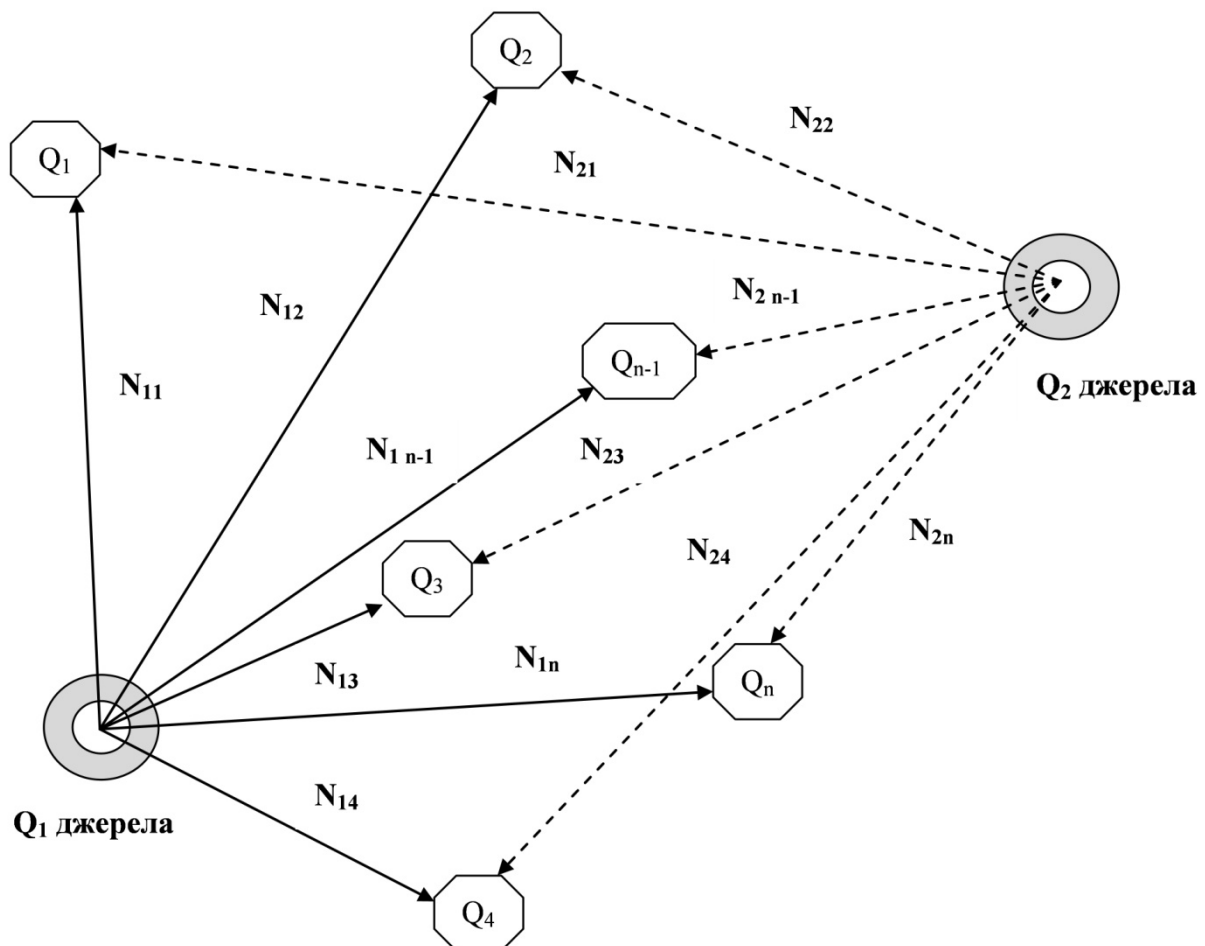 Q₂
N₂₂
Q₁
N₂₁
N₁₂
N₂ ₙ₋₁
Qₙ₋₁
N₁₁
Q₂ джерела
N₁ ₙ₋₁
N₂₃
N₂ₙ
N₂₄
Q₃
N₁ₙ
N₁₃
Qₙ
N₁₄
Q₁ джерела
Q₄